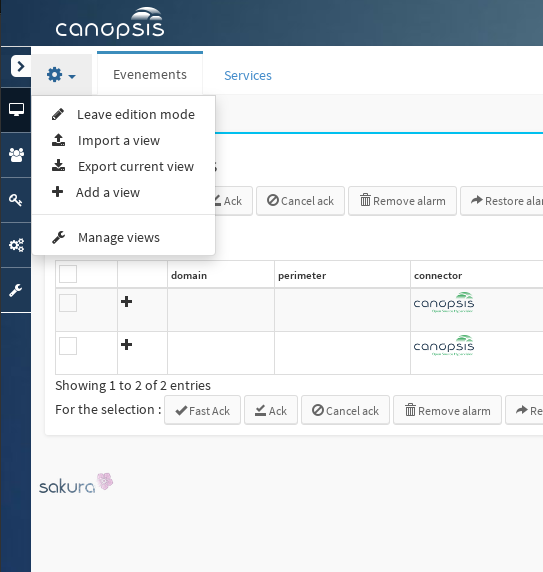 canopsis
Evenements
Services
Leave edition mode
Import a view
Export current view
Add a view
Manage views
s
Ack
Cancel ack
Remove alarm
Restore alar
domain
perimeter
connector
canopsis
canopsis
Showing 1 to 2 of 2 entries
For the selection : Fast Ack Ack Cancel ack Remove alarm Re
sakura